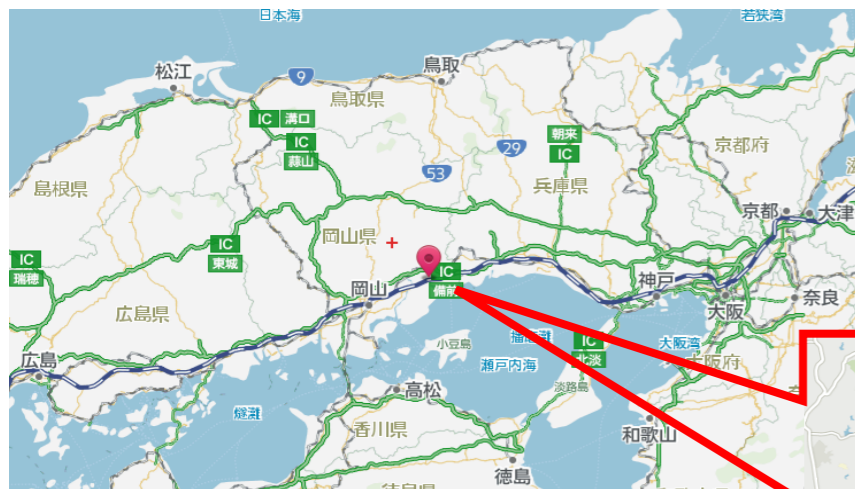 日本海
若狭湾
松江
9
鳥取
鳥取県
IC 溝口
IC
蒜山
朝来
IC
29
53
京都府
兵庫県
島根県
京都
大津
岡山県
IC
東城
IC
瑞穂
IC
備前
神戸
大阪
奈良
岡山
広島県
播磨灘
小豆島
大阪湾
大阪府
IC
北淡
瀬戸内海
広島
高松
淡路島
燧灘
香川県
和歌山
徳島